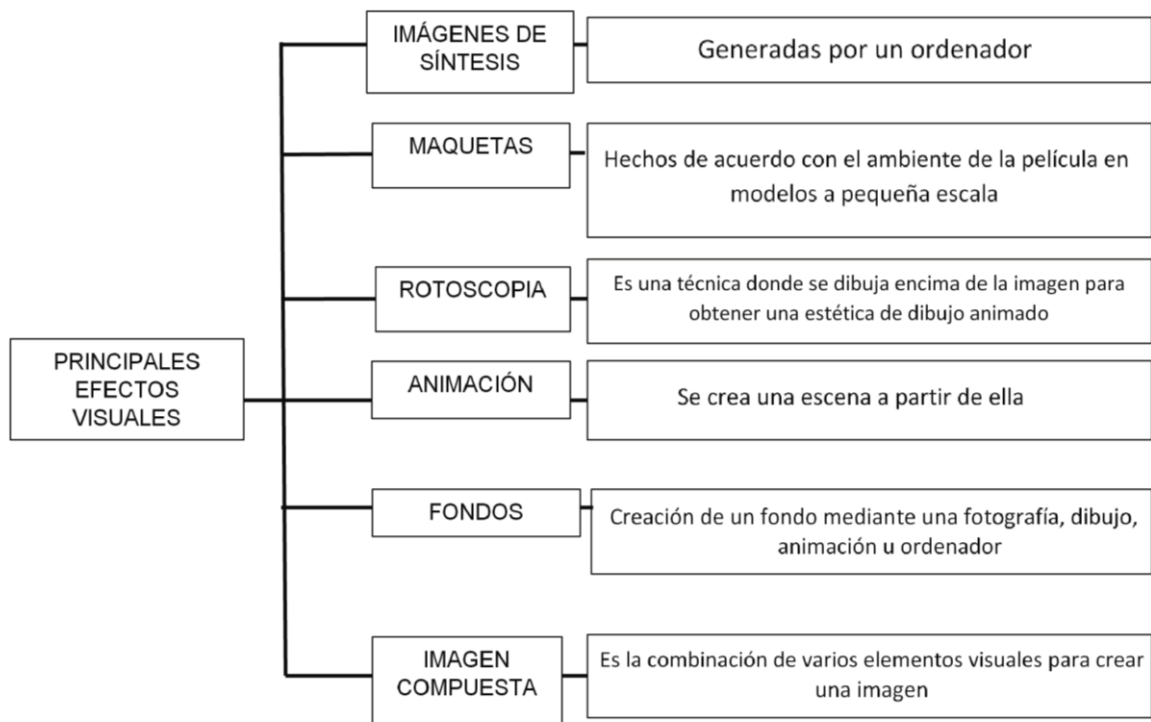 IMÁGENES DE
SÍNTESIS
Generadas por un ordenador
MAQUETAS
Hechos de acuerdo con el ambiente de la película en
modelos a pequeña escala
ROTOSCOPIA
Es una técnica donde se dibuja encima de la imagen para
obtener una estética de dibujo animado
PRINCIPALES
EFECTOS
VISUALES
ANIMACIÓN
Se crea una escena a partir de ella
FONDOS
Creación de un fondo mediante una fotografía, dibujo,
animación u ordenador
IMAGEN
COMPUESTA
Es la combinación de varios elementos visuales para crear
una imagen